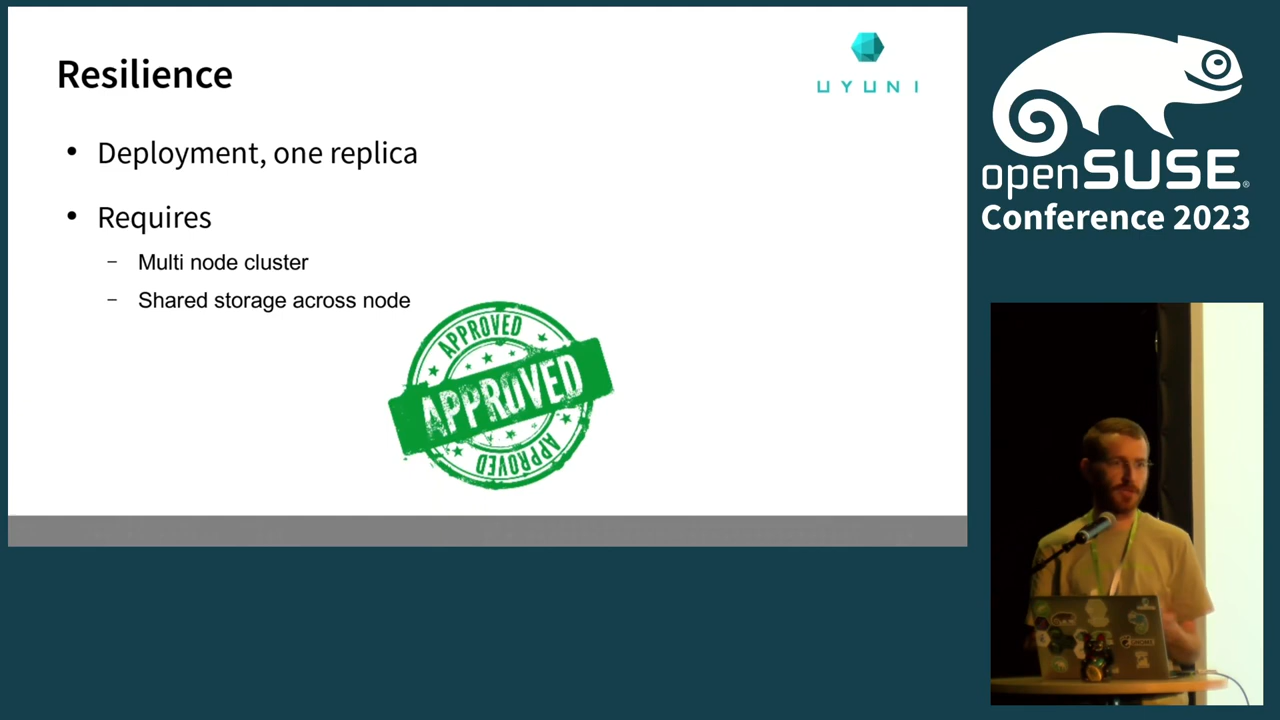 Resilience
UYUNI
Deployment, one replica
Requires
Multi node cluster
Shared storage across node
APPROVED
APPROVED
APPROVED
openSUSE
Conference 2023
GNOME